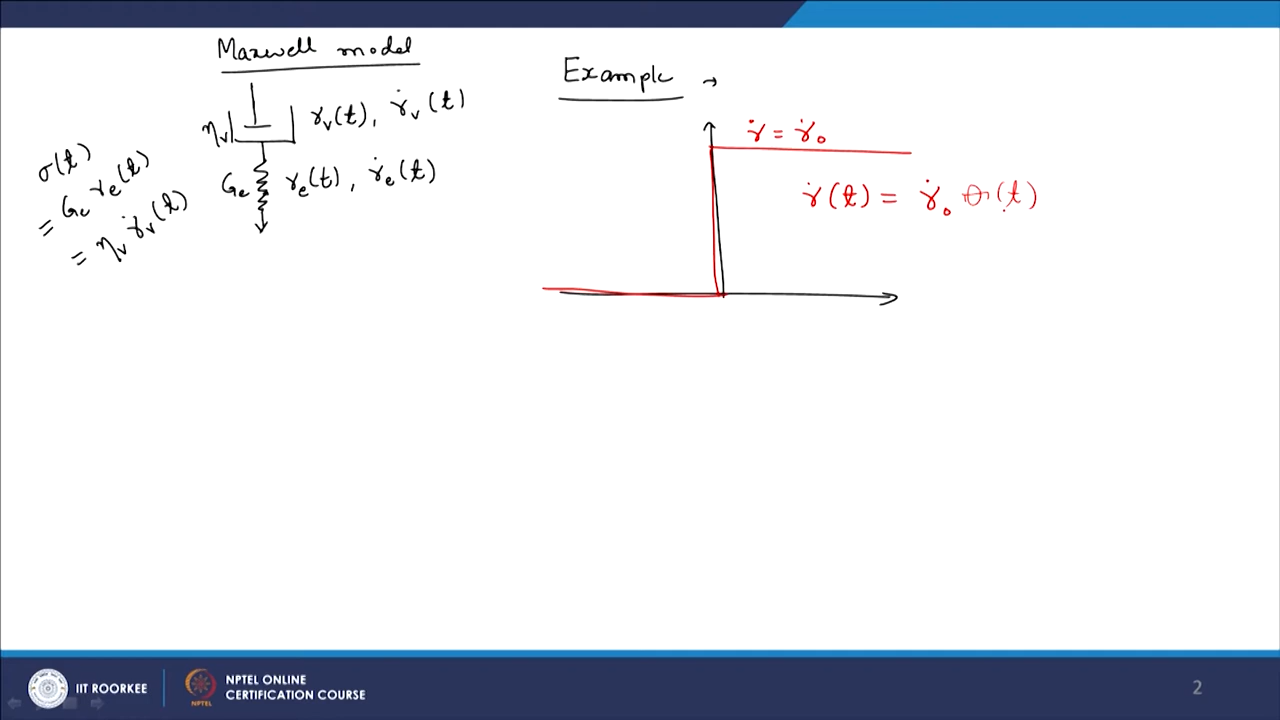 Maxwell model
ηv γv(t), γ̇v(t)
Ge γe(t), γ̇e(t)
σ(t)
= Ge γe(t)
= ηv γ̇v(t)
Example →
γ̇ = γ̇0
γ̇(t) = γ̇0 Θ(t)
IIT ROORKEE
NPTEL
NPTEL ONLINE
CERTIFICATION COURSE
2